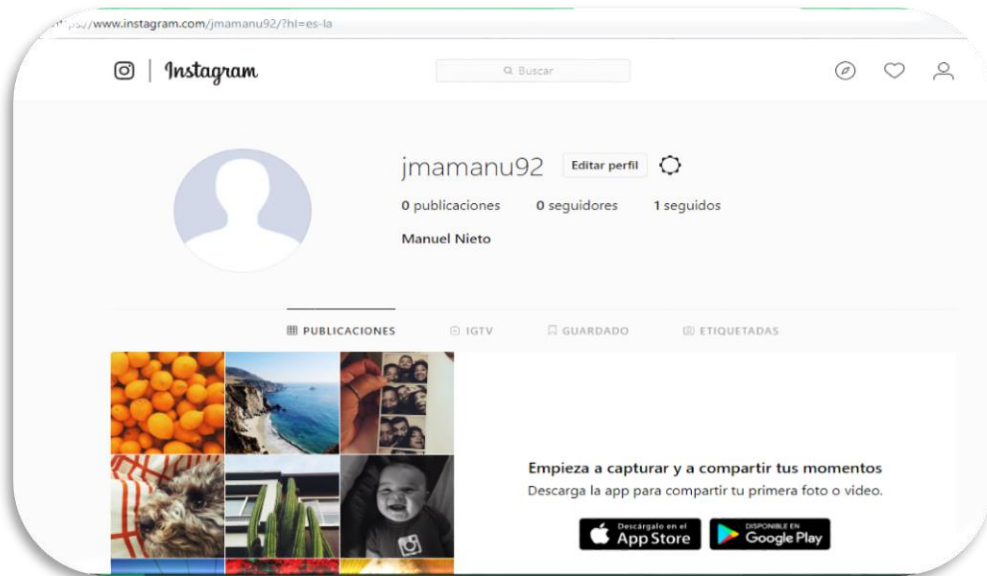 https://www.instagram.com/jmamanu92/?hl=es-la
Instagram
Buscar
jmamanu92 Editar perfil
0 publicaciones 0 seguidores 1 seguidos
Manuel Nieto
PUBLICACIONES IGTV GUARDADO ETIQUETADAS
Empieza a capturar y a compartir tus momentos
Descarga la app para compartir tu primera foto o video.
Descárgalo en el
App Store
DISPONIBLE EN
Google Play